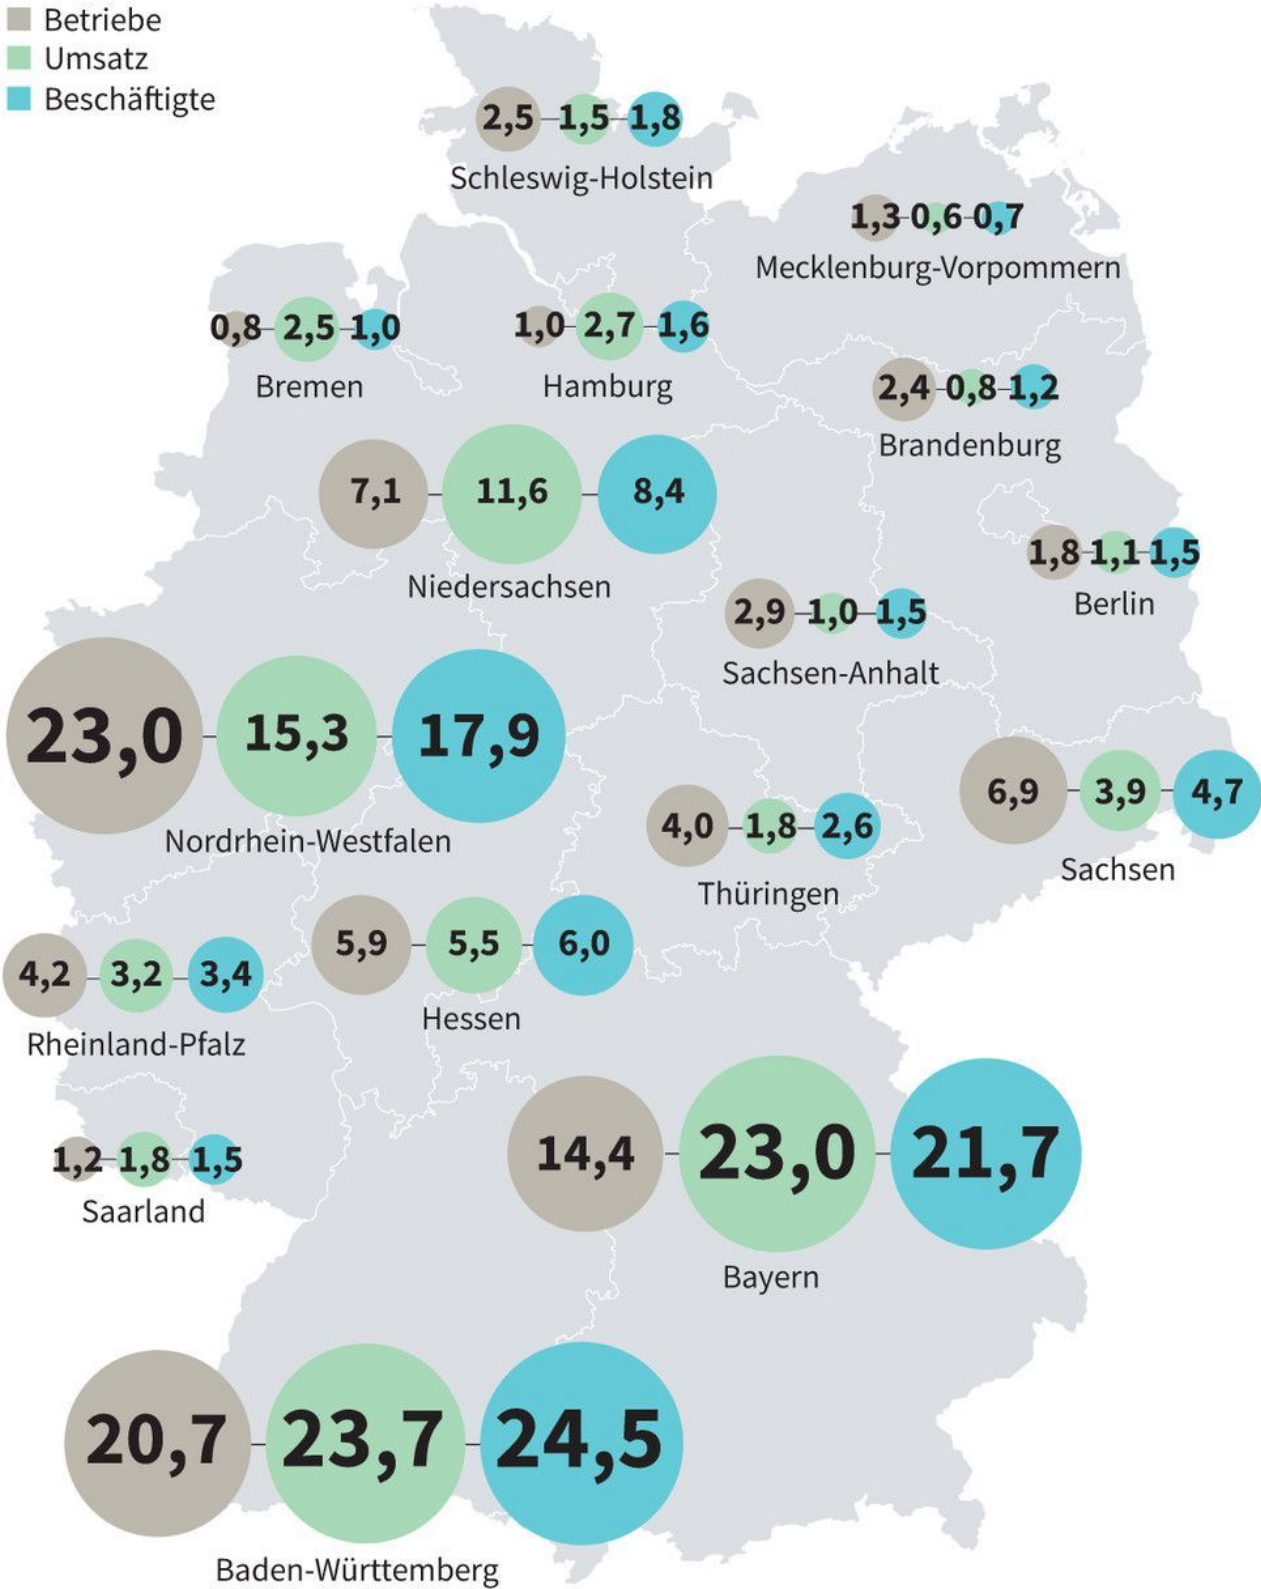 Betriebe
Umsatz
Beschäftigte
2,5 1,5 1,8
Schleswig-Holstein
1,3 0,6 0,7
Mecklenburg-Vorpommern
0,8 2,5 1,0
Bremen
1,0 2,7 1,6
Hamburg
2,4 0,8 1,2
Brandenburg
7,1 11,6 8,4
Niedersachsen
1,8 1,1 1,5
Berlin
2,9 1,0 1,5
Sachsen-Anhalt
23,0 15,3 17,9
Nordrhein-Westfalen
6,9 3,9 4,7
Sachsen
4,0 1,8 2,6
Thüringen
5,9 5,5 6,0
Hessen
4,2 3,2 3,4
Rheinland-Pfalz
1,2 1,8 1,5
Saarland
14,4 23,0 21,7
Bayern
20,7 23,7 24,5
Baden-Württemberg